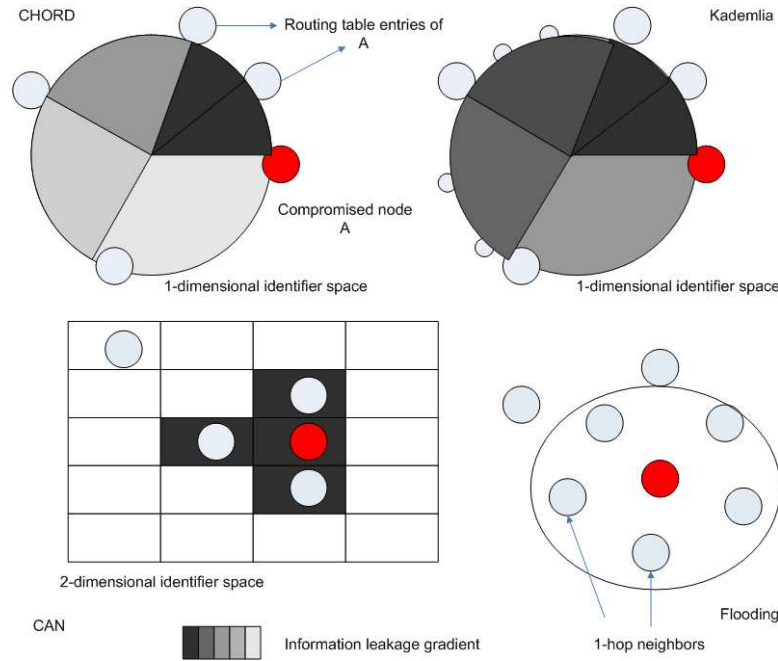 CHORD
Routing table entries of
A
Kademlia
Compromised node
A
1-dimensional identifier space
1-dimensional identifier space
2-dimensional identifier space
CAN
Information leakage gradient
Flooding
1-hop neighbors